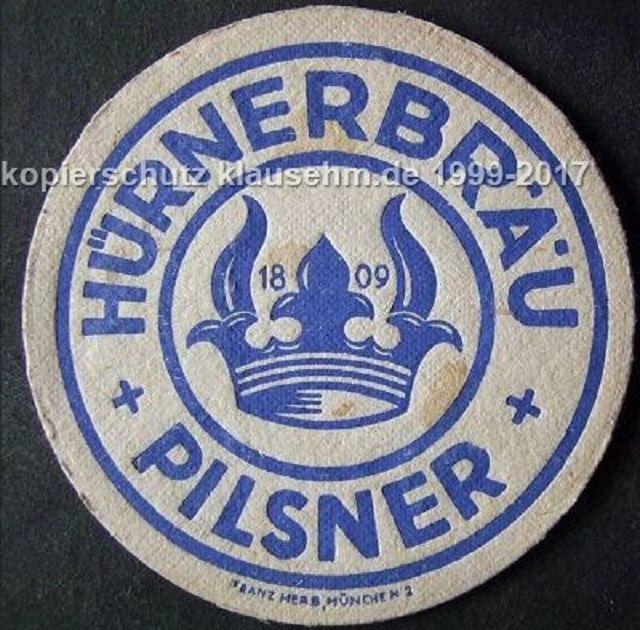 HÜRNERBRÄU
kopierschutz klausehm.de 1999-2017
18 09
PILSNER
FRANZ HERB, MÜNCHEN 2